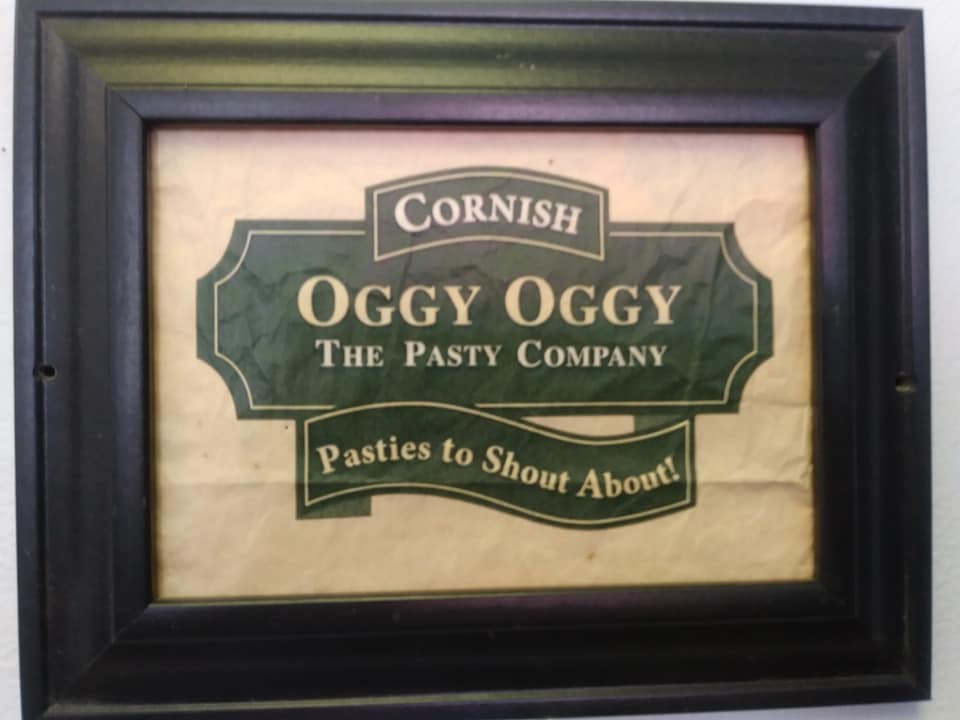 CORNISH
OGGY OGGY
THE PASTY COMPANY
Pasties to Shout About!